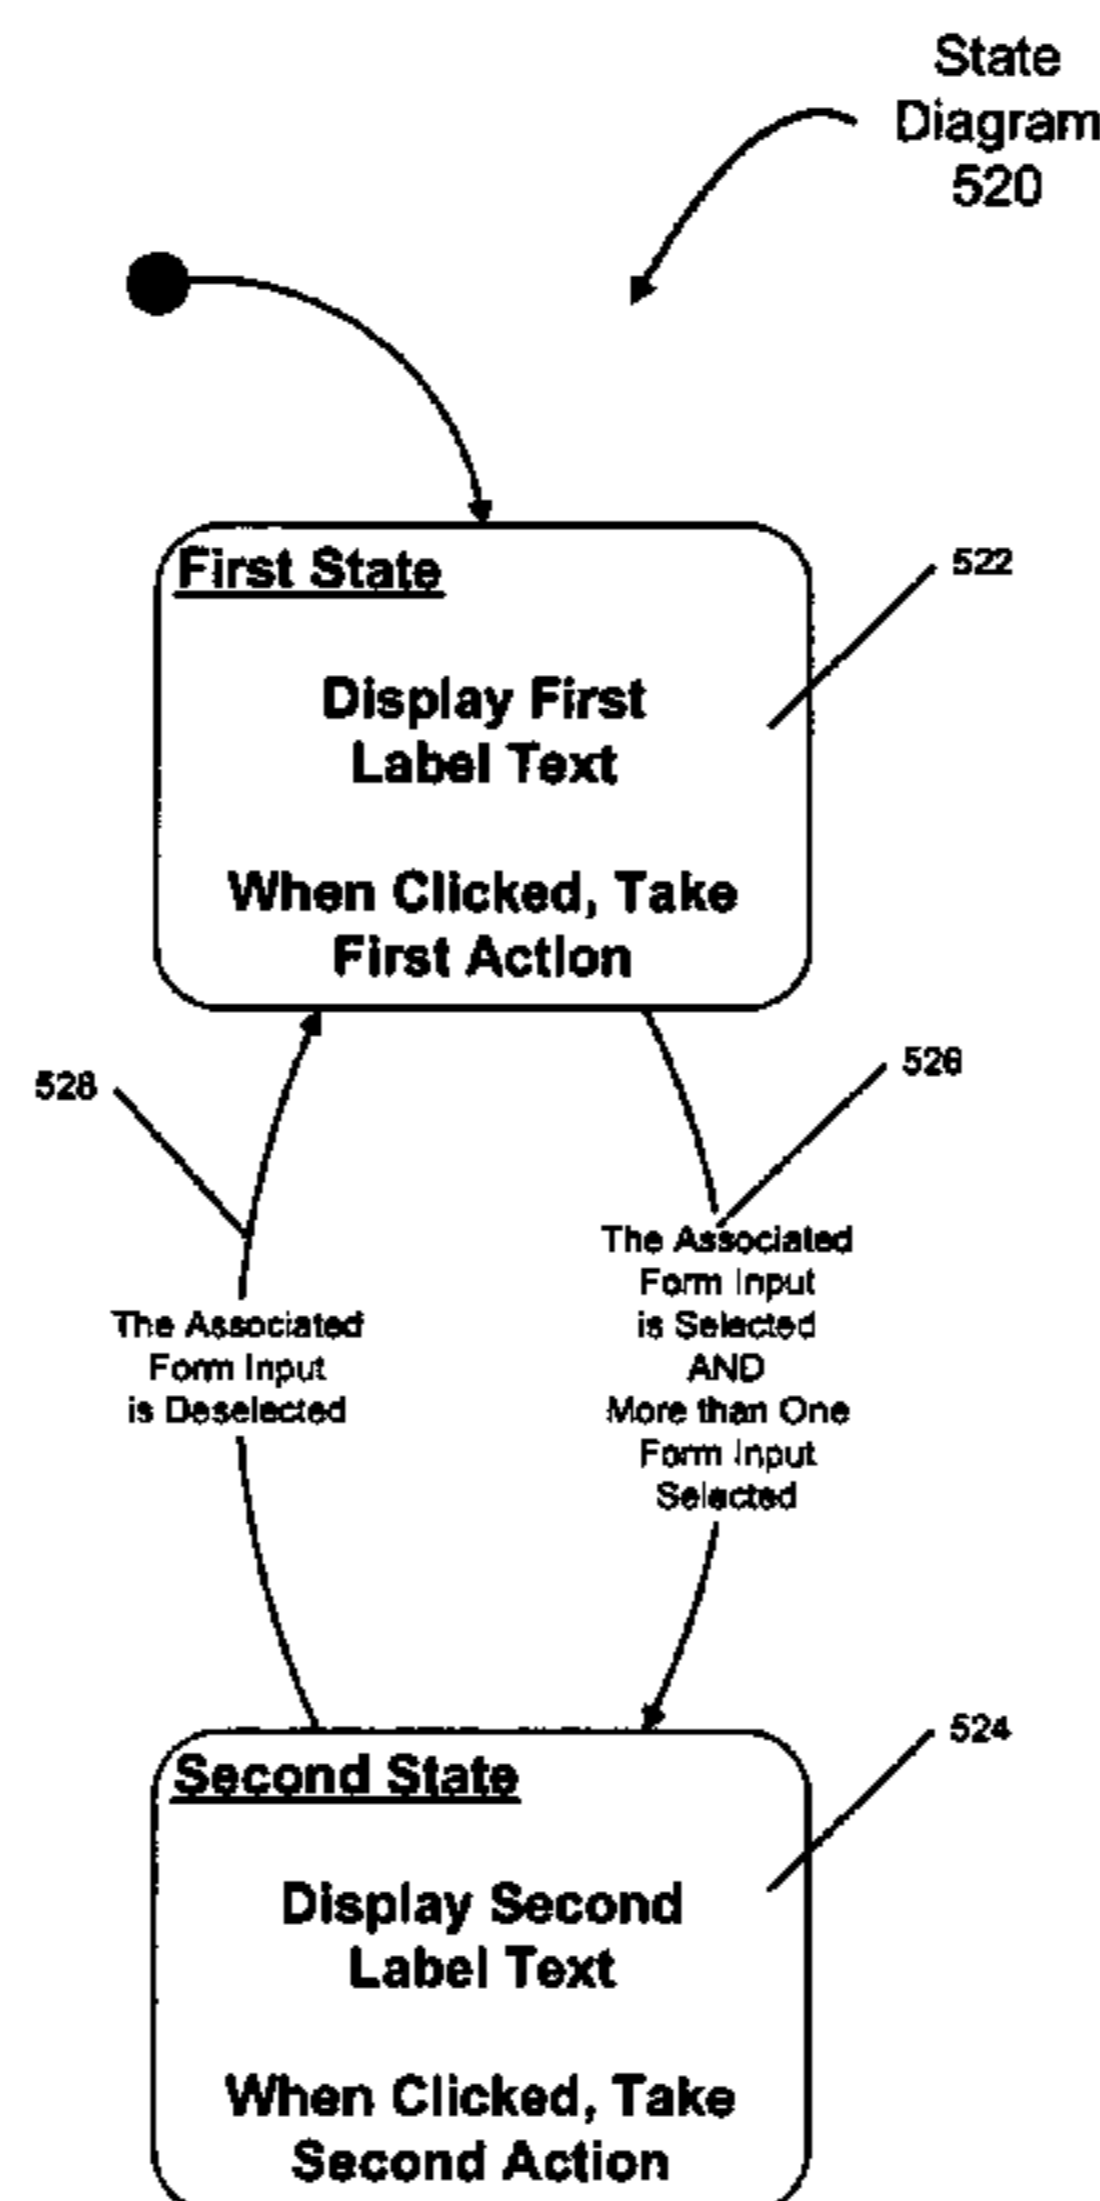 State
Diagram
520
First State
522
Display First
Label Text
When Clicked, Take
First Action
528
526
The Associated
Form Input
is Selected
AND
More than One
Form Input
Selected
The Associated
Form Input
is Deselected
Second State
524
Display Second
Label Text
When Clicked, Take
Second Action